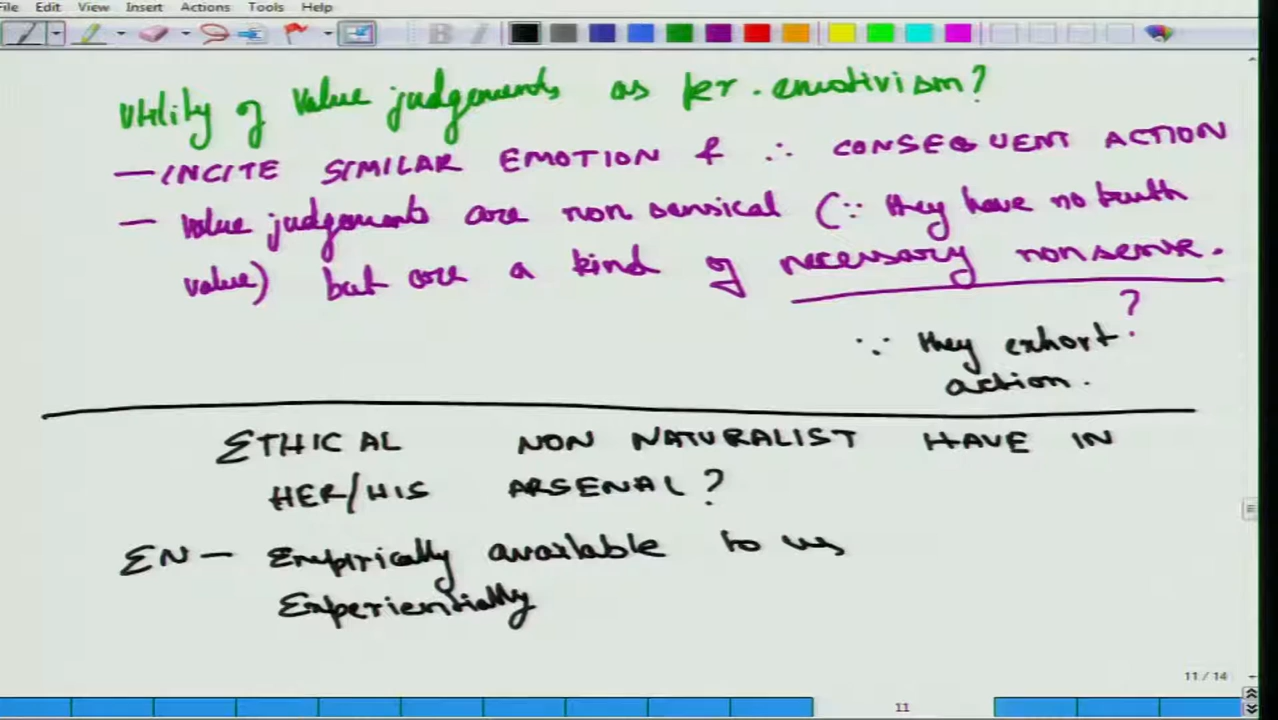 File Edit View Insert Actions Tools Help
Utility of Value judgements as per. emotivism?
— INCITE SIMILAR EMOTION & ∴ CONSEQUENT ACTION
— Value judgements are non sensical (∵ they have no truth
value) but are a kind of necessary nonsense.
?
∵ they exhort
action.
ETHICAL NON NATURALIST HAVE IN
HER/HIS ARSENAL?
EN — Empirically available to us
Experientially
11 / 14
11